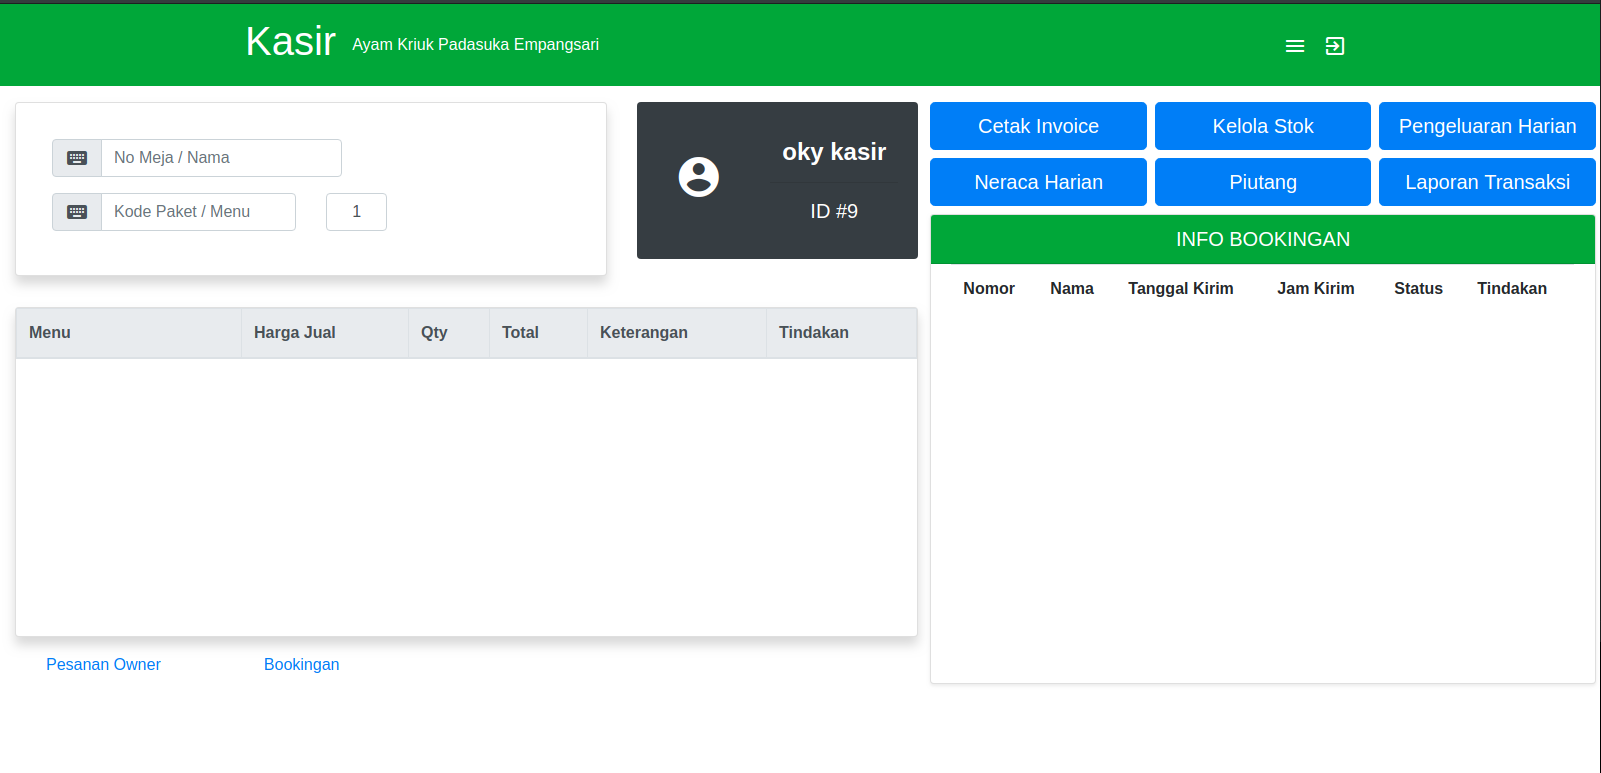 Kasir Ayam Kriuk Padasuka Empangsari
No Meja / Nama
Kode Paket / Menu 1
oky kasir
ID #9
Cetak Invoice Kelola Stok Pengeluaran Harian
Neraca Harian Piutang Laporan Transaksi
INFO BOOKINGAN
Nomor Nama Tanggal Kirim Jam Kirim Status Tindakan
Menu Harga Jual Qty Total Keterangan Tindakan
Pesanan Owner Bookingan